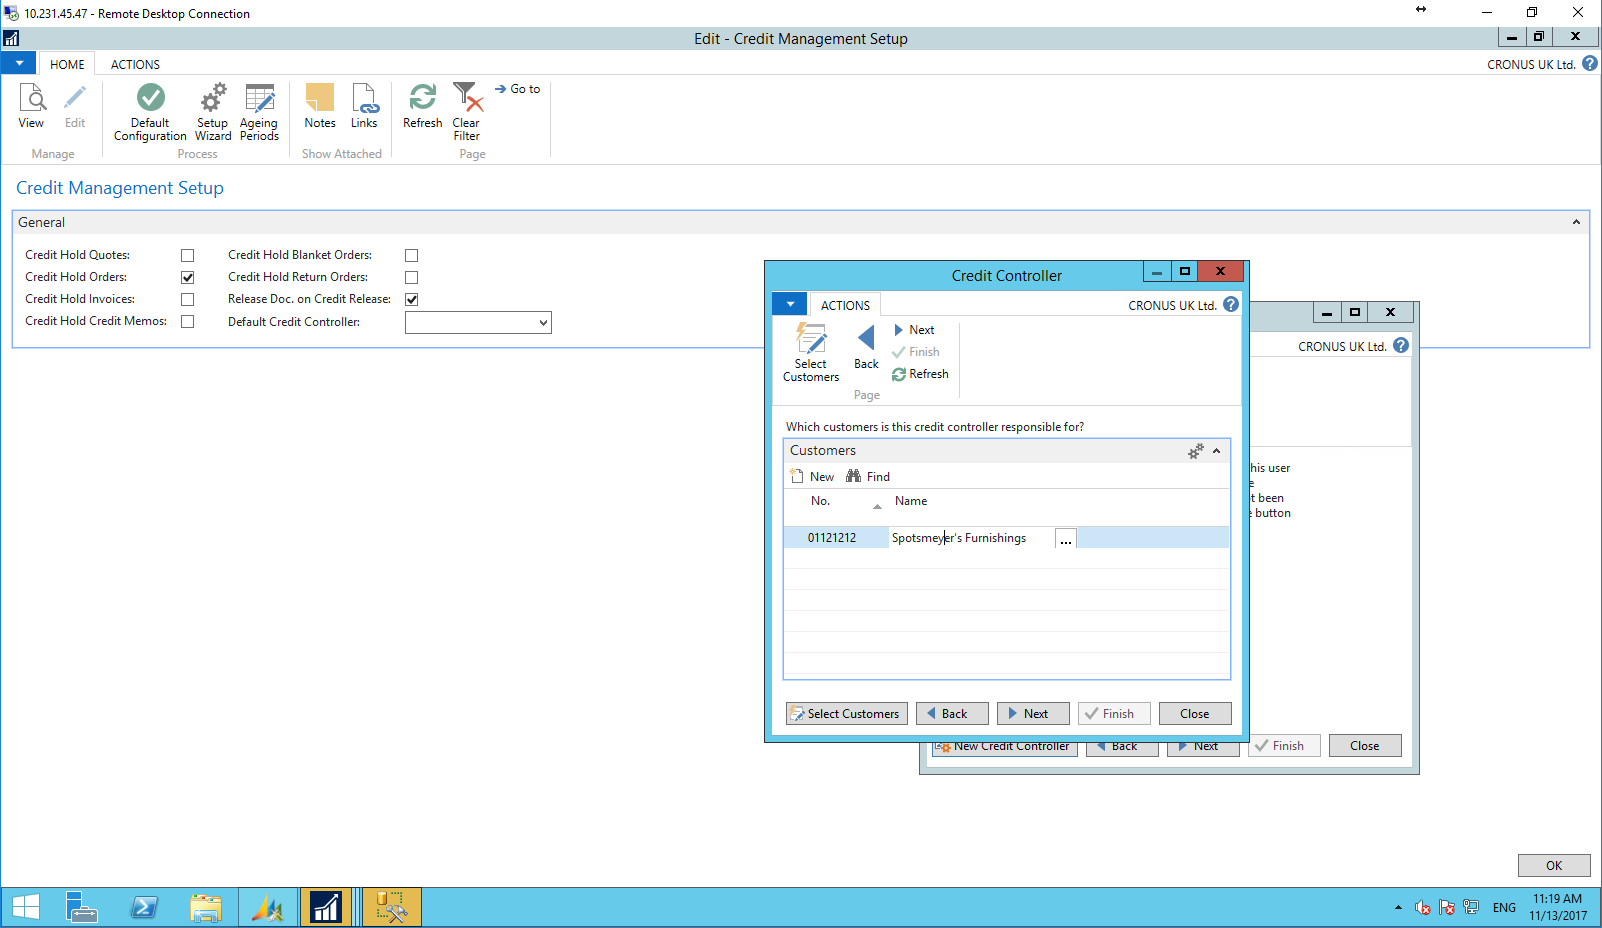 10.231.45.47 - Remote Desktop Connection
Edit - Credit Management Setup
HOME ACTIONS
CRONUS UK Ltd.
View
Edit
Manage
Default Configuration
Setup Wizard
Ageing Periods
Process
Notes
Links
Show Attached
Refresh
Clear Filter
Go to
Page
Credit Management Setup
General
Credit Hold Quotes:
Credit Hold Orders:
Credit Hold Invoices:
Credit Hold Credit Memos:
Credit Hold Blanket Orders:
Credit Hold Return Orders:
Release Doc. on Credit Release:
Default Credit Controller:
Credit Controller
ACTIONS
CRONUS UK Ltd.
Select Customers
Back
Next
Finish
Refresh
Page
Which customers is this credit controller responsible for?
Customers
New Find
No. Name
01121212 Spotsmeyer's Furnishings ...
Select Customers Back Next Finish Close
CRONUS UK Ltd.
his user
e
t been
e button
New Credit Controller Back Next Finish Close
OK
ENG
11:19 AM
11/13/2017